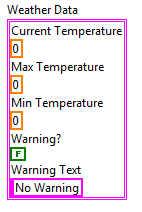 Weather Data
Current Temperature
0
Max Temperature
0
Min Temperature
0
Warning?
F
Warning Text
No Warning